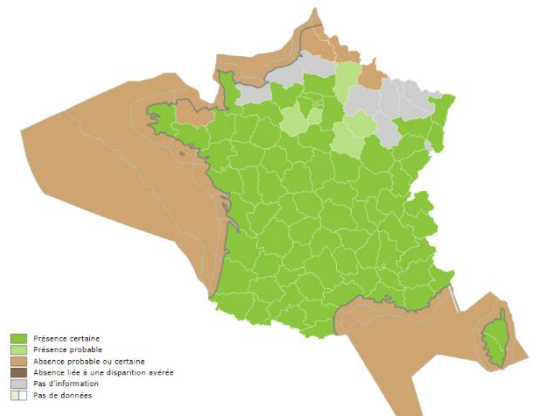 Présence certaine
Présence probable
Absence probable ou certaine
Absence liée à une disparition avérée
Pas d'information
Pas de données